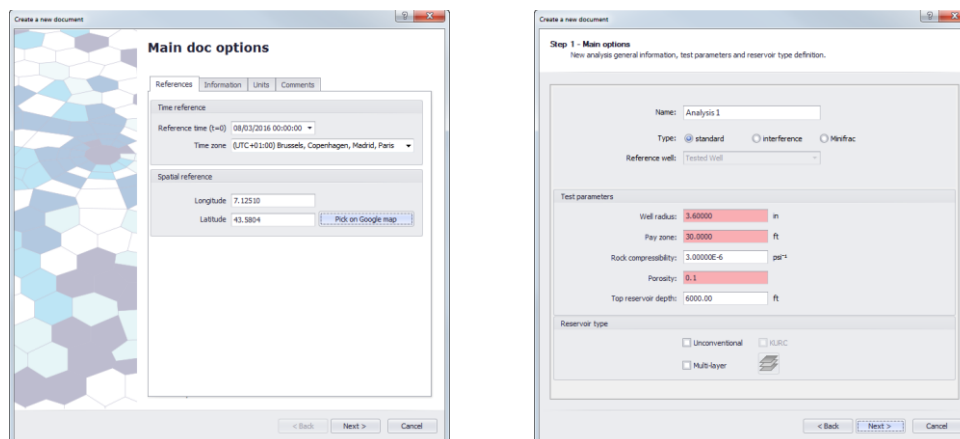 Create a new document
Main doc options
References Information Units Comments
Time reference
Reference time (t=0) 08/03/2016 00:00:00
Time zone (UTC+01:00) Brussels, Copenhagen, Madrid, Paris
Spatial reference
Longitude 7.12510
Latitude 43.5804 Pick on Google map
< Back Next > Cancel
Create a new document
Step 1 - Main options
New analysis general information, test parameters and reservoir type definition.
Name: Analysis 1
Type: standard interference Minifrac
Reference well: Tested Well
Test parameters
Well radius: 3.60000 in
Pay zone: 30.0000 ft
Rock compressibility: 3.00000E-6 psi⁻¹
Porosity: 0.1
Top reservoir depth: 6000.00 ft
Reservoir type
Unconventional KURC
Multi-layer
< Back Next > Cancel